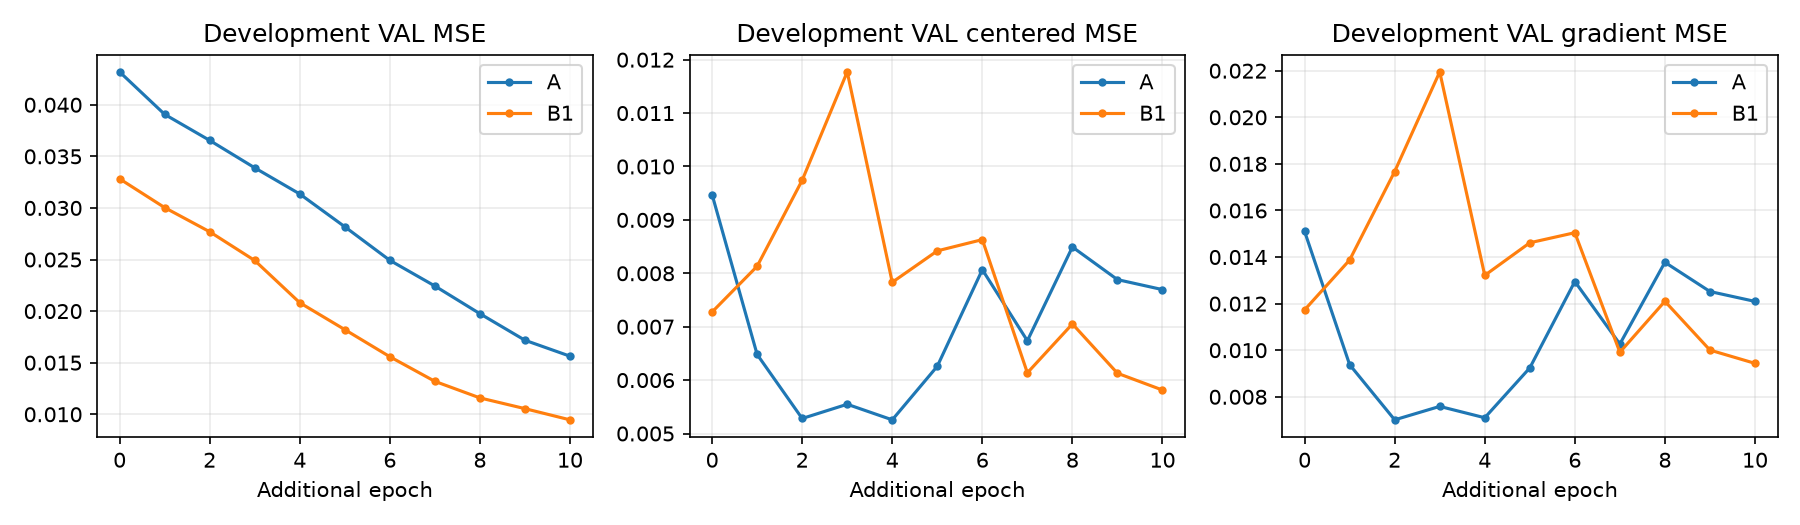 Development VAL MSE
A
B1
0.040
0.035
0.030
0.025
0.020
0.015
0.010
0 2 4 6 8 10
Additional epoch
Development VAL centered MSE
A
B1
0.012
0.011
0.010
0.009
0.008
0.007
0.006
0.005
0 2 4 6 8 10
Additional epoch
Development VAL gradient MSE
A
B1
0.022
0.020
0.018
0.016
0.014
0.012
0.010
0.008
0 2 4 6 8 10
Additional epoch